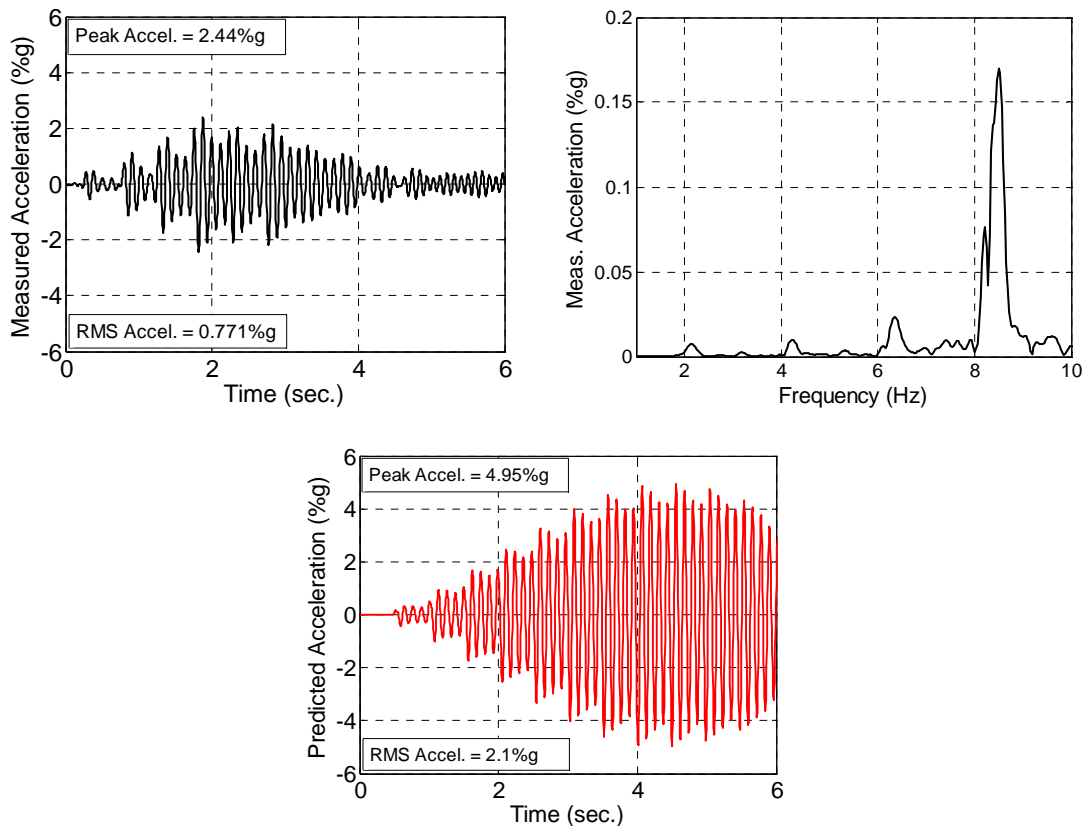 Measured Acceleration (%g)
6
4
2
0
-2
-4
-6
Peak Accel. = 2.44%g
RMS Accel. = 0.771%g
0 2 4 6
Time (sec.)
Meas. Acceleration (%g)
0.2
0.15
0.1
0.05
0
2 4 6 8 10
Frequency (Hz)
Predicted Acceleration (%g)
6
4
2
0
-2
-4
-6
Peak Accel. = 4.95%g
RMS Accel. = 2.1%g
0 2 4 6
Time (sec.)